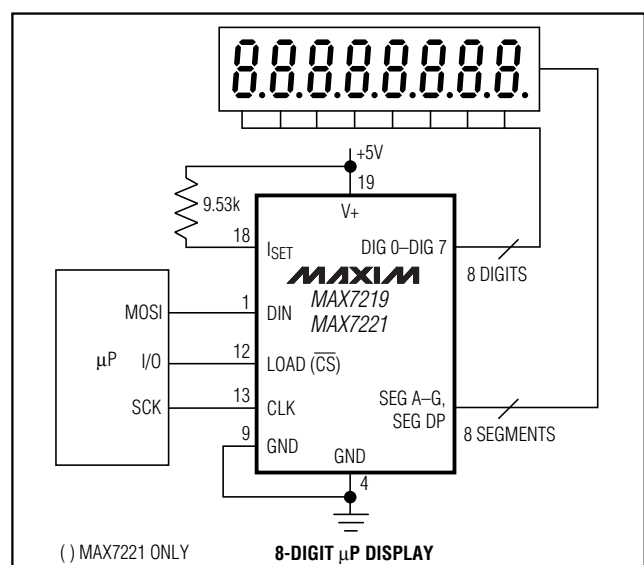 8.8.8.8.8.8.8.8.
+5V
19
9.53k
V+
18
ISET
DIG 0–DIG 7
8 DIGITS
MAXIM
MAX7219
MAX7221
MOSI
1
DIN
µP
I/O
12
LOAD (C̅S̅)
SCK
13
CLK
SEG A–G,
SEG DP
8 SEGMENTS
9
GND
GND
4
( ) MAX7221 ONLY
8-DIGIT µP DISPLAY